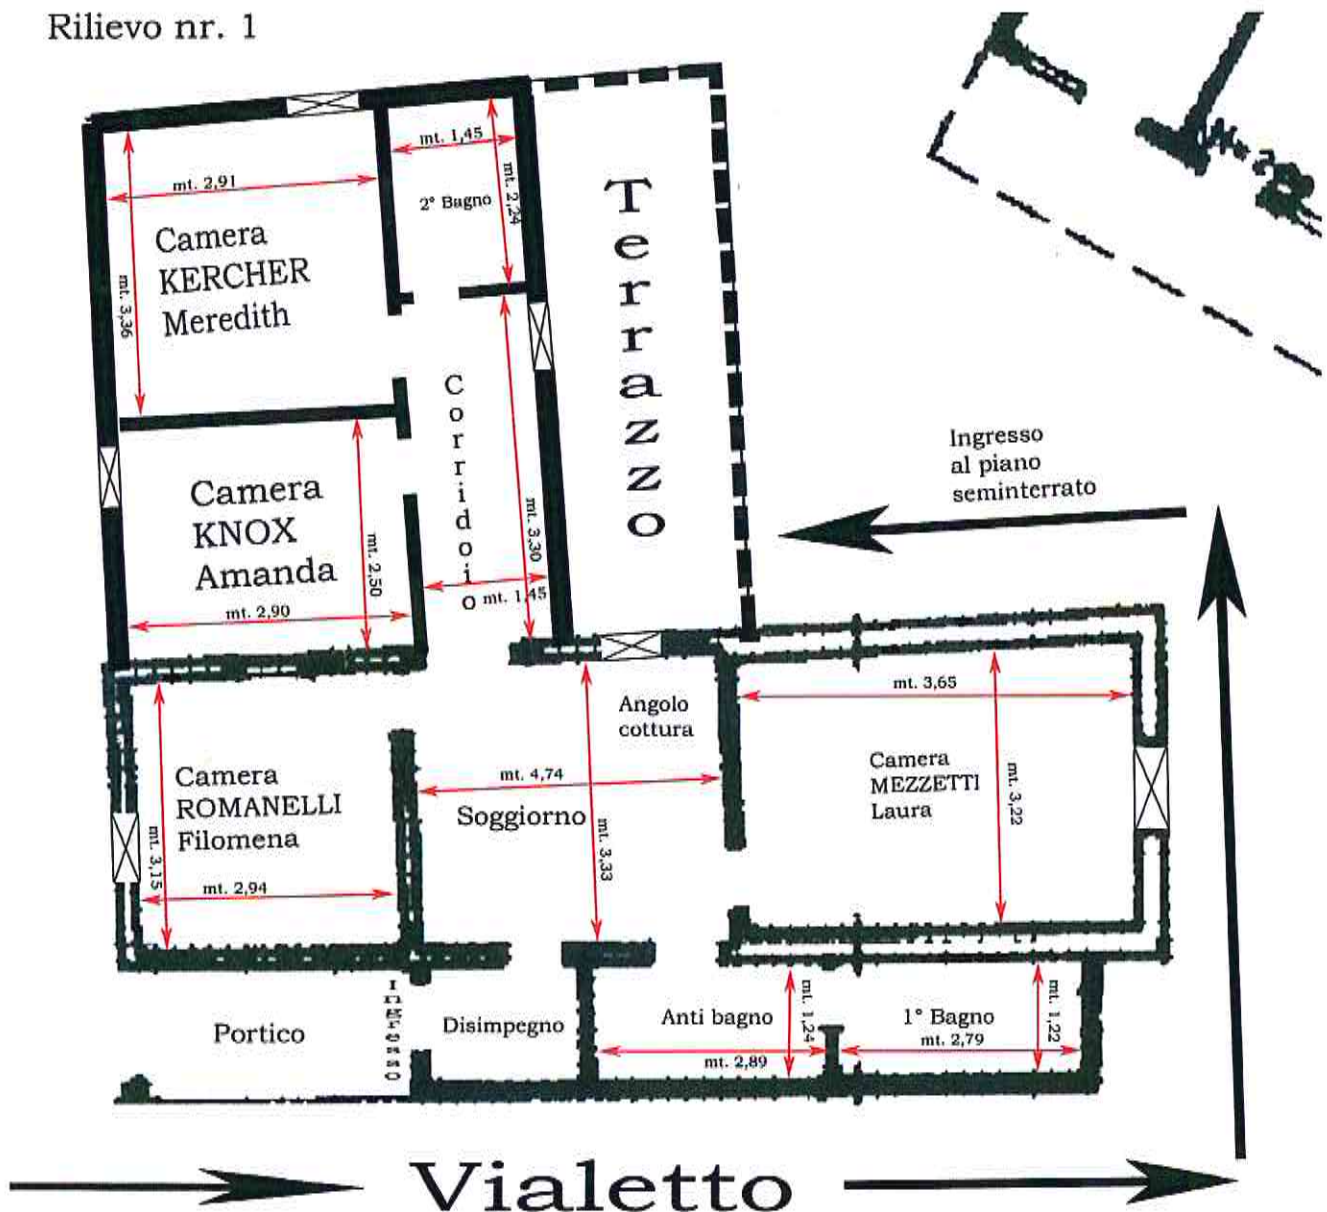 Rilievo nr. 1
mt. 1,45
mt. 2,24
mt. 2,91
2° Bagno
Camera
KERCHER
Meredith
mt. 3,36
Terrazzo
Corridoio
Ingresso
al piano
seminterrato
Camera
KNOX
Amanda
mt. 2,50
mt. 3,30
mt. 2,90
mt. 1,45
mt. 3,65
Angolo
cottura
Camera
MEZZETTI
Laura
mt. 3,22
mt. 4,74
Soggiorno
mt. 3,33
Camera
ROMANELLI
Filomena
mt. 3,15
mt. 2,94
Ingresso
Portico
Disimpegno
Anti bagno
mt. 1,24
mt. 2,89
1° Bagno
mt. 1,22
mt. 2,79
Vialetto